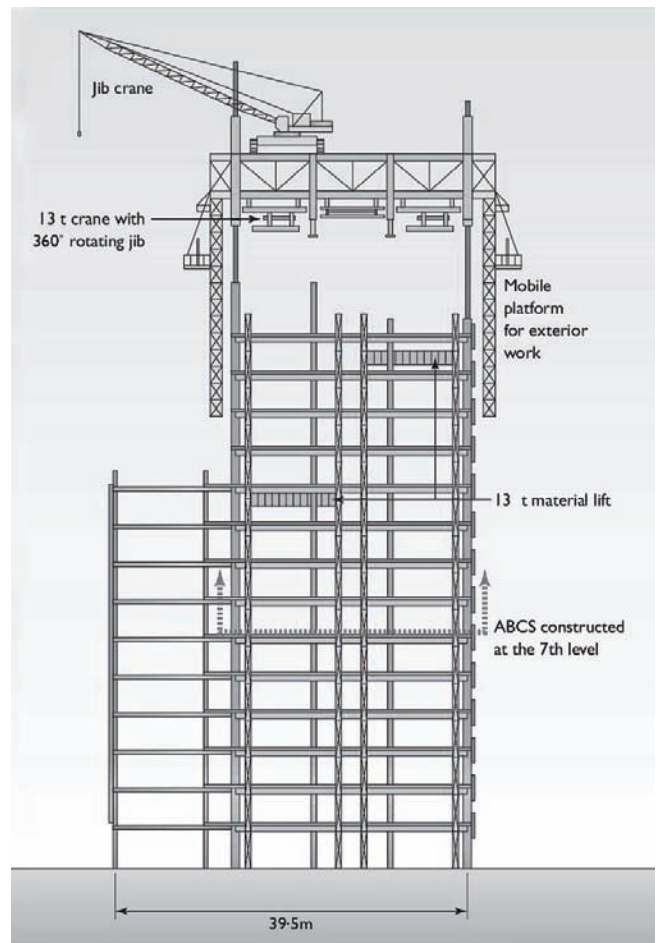 Jib crane
13 t crane with
360° rotating jib
Mobile
platform
for exterior
work
13 t material lift
ABCS constructed
at the 7th level
39·5m